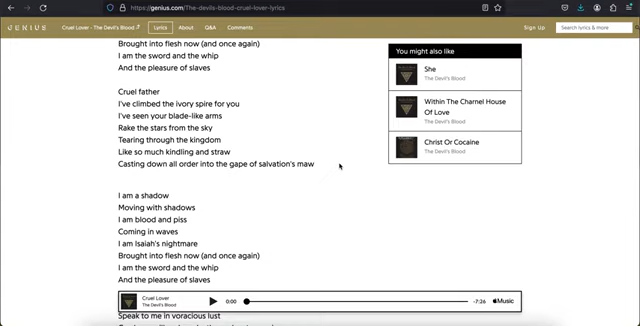 https://genius.com/The-devils-blood-cruel-lover-lyrics
GENIUS
Cruel Lover - The Devil's Blood
Lyrics
About
Q&A
Comments
Sign Up
Search lyrics & more
Brought into flesh now (and once again)
I am the sword and the whip
And the pleasure of slaves
Cruel father
I've climbed the ivory spire for you
I've seen your blade-like arms
Rake the stars from the sky
Tearing through the kingdom
Like so much kindling and straw
Casting down all order into the gape of salvation's maw
I am a shadow
Moving with shadows
I am blood and piss
Coming in waves
I am Isaiah's nightmare
Brought into flesh now (and once again)
I am the sword and the whip
And the pleasure of slaves
You might also like
She
The Devil's Blood
Within The Charnel House
Of Love
The Devil's Blood
Christ Or Cocaine
The Devil's Blood
Cruel Lover
The Devil's Blood
0:00
-7:26
Music
Speak to me in voracious lust